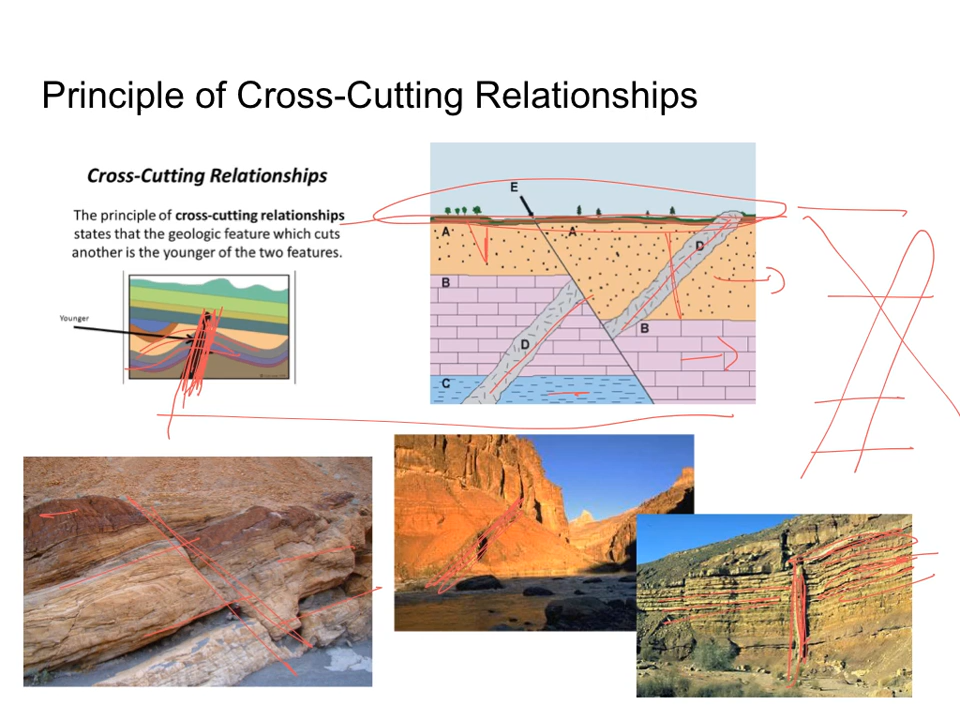 Principle of Cross-Cutting Relationships
Cross-Cutting Relationships
The principle of cross-cutting relationships
states that the geologic feature which cuts
another is the younger of the two features.
Younger
E
A
A
D
B
B
D
C